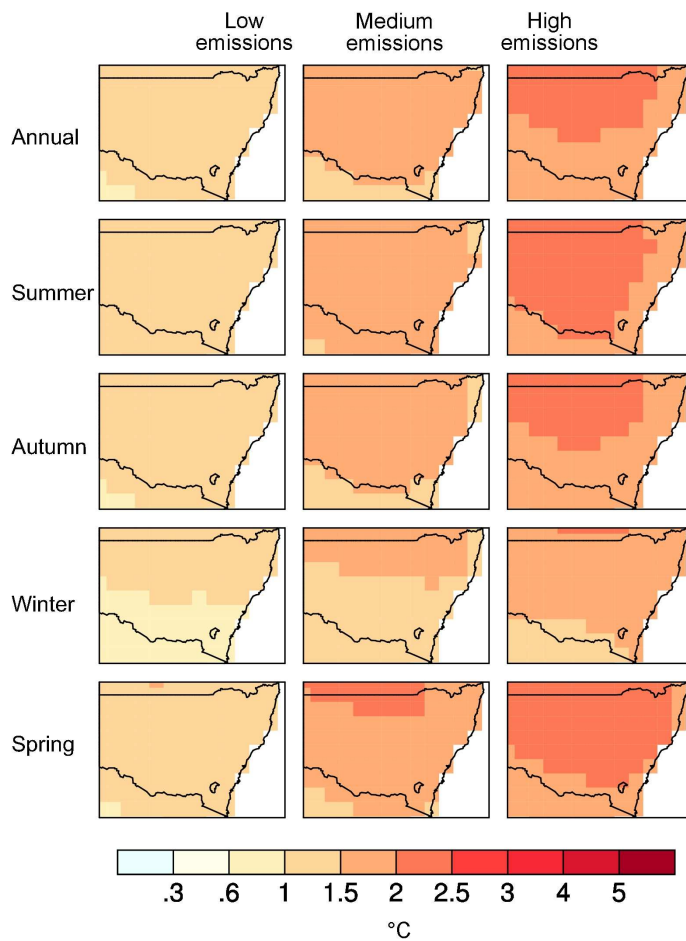 Low Medium High
emissions emissions emissions
Annual
Summer
Autumn
Winter
Spring
.3 .6 1 1.5 2 2.5 3 4 5
°C